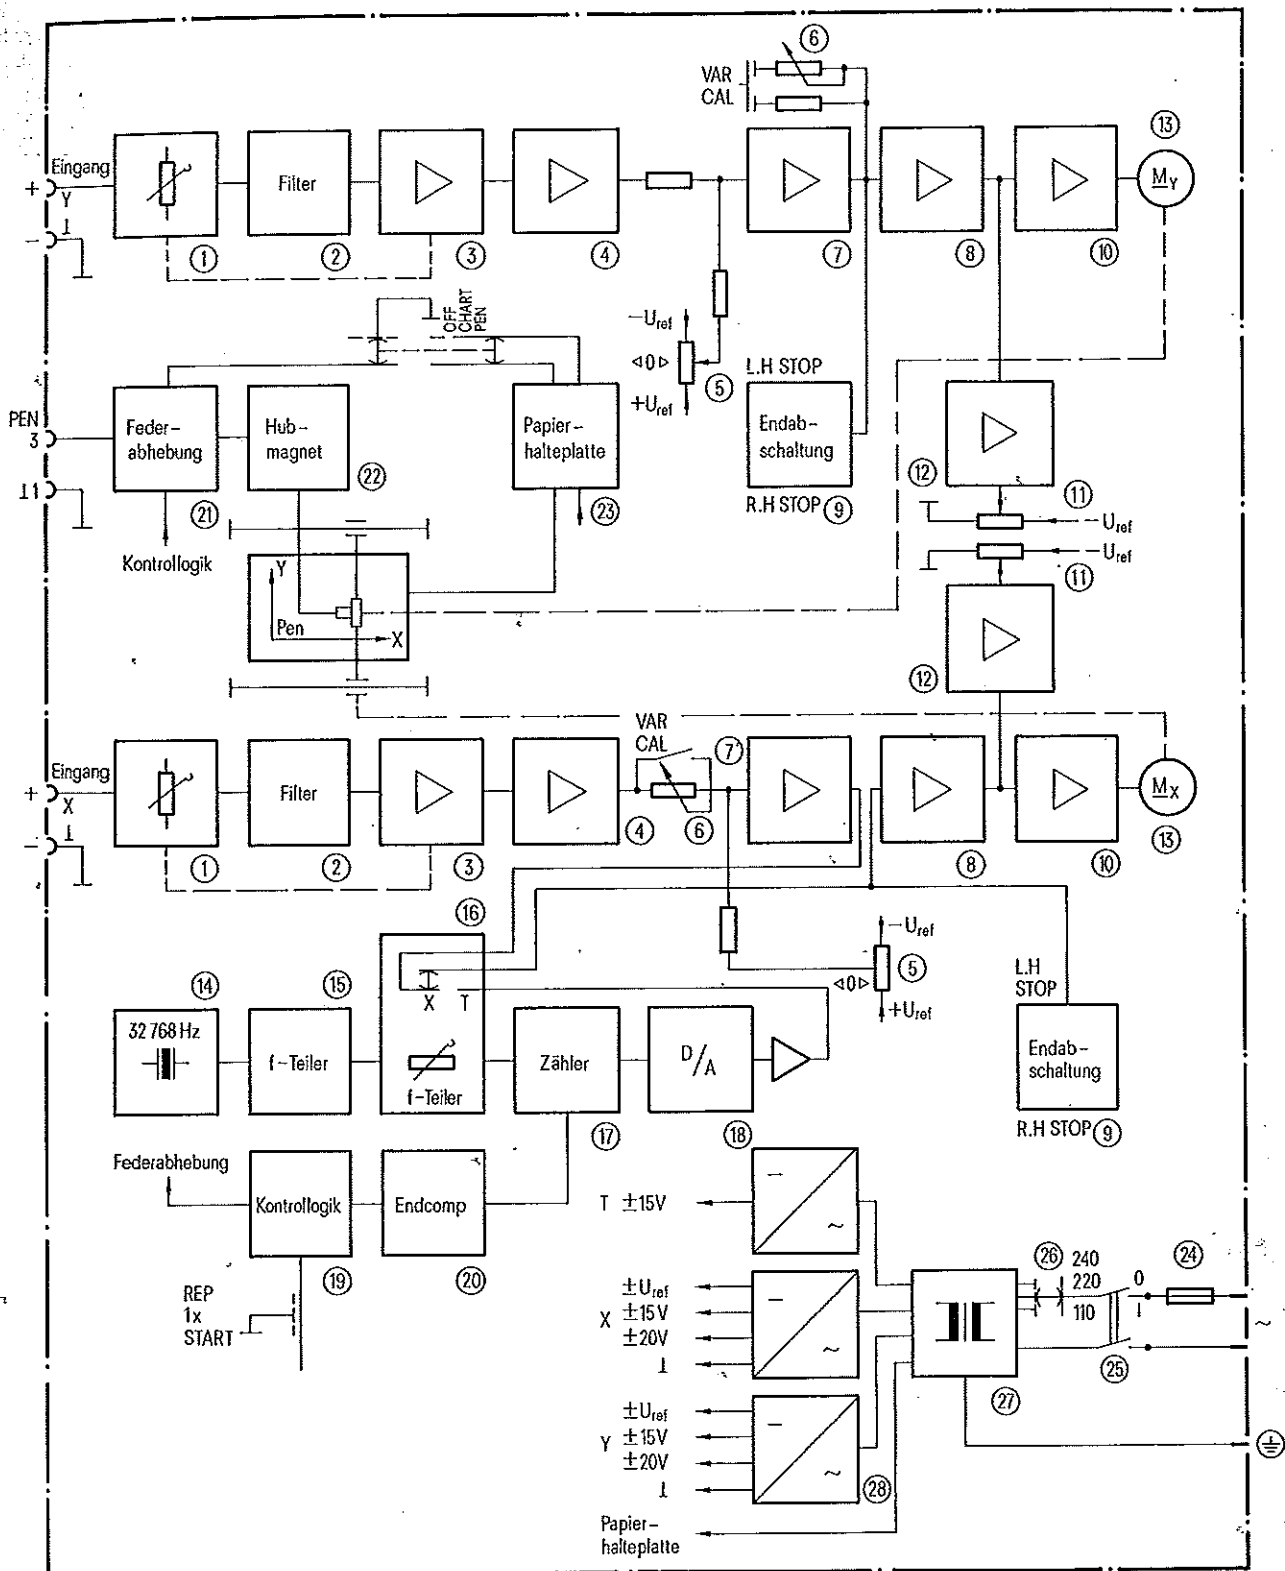 ⑥
VAR
CAL
⑬
Eingang
+
Y
⊥
−
Filter
M_Y
①
②
③
④
⑦
⑧
⑩
OFF
CHART
PEN
−U_ref
◁0▷
+U_ref
⑤
L.H STOP
Endab-
schaltung
R.H STOP ⑨
PEN
3
11
Feder-
abhebung
Hub-
magnet
Papier-
halteplatte
㉑
㉒
㉓
Kontrollogik
⑫
⑪
−U_ref
−U_ref
⑪
⑫
Y
Pen
X
VAR
CAL
⑦
Eingang
+
X
⊥
−
Filter
M_X
①
②
③
④
⑥
⑧
⑩
⑬
⑯
−U_ref
◁0▷
⑤
+U_ref
L.H
STOP
Endab-
schaltung
R.H STOP ⑨
⑭
⑮
32 768 Hz
f-Teiler
X T
f-Teiler
Zähler
D/A
⑰
⑱
Federabhebung
Kontrollogik
Endcomp
⑲
⑳
REP
1x
START
T ±15V
−
~
±U_ref
X ±15V
±20V
⊥
−
~
±U_ref
Y ±15V
±20V
⊥
−
~
㉘
Papier-
halteplatte
㉖
240
220
110
0
㉔
~
㉕
㉗